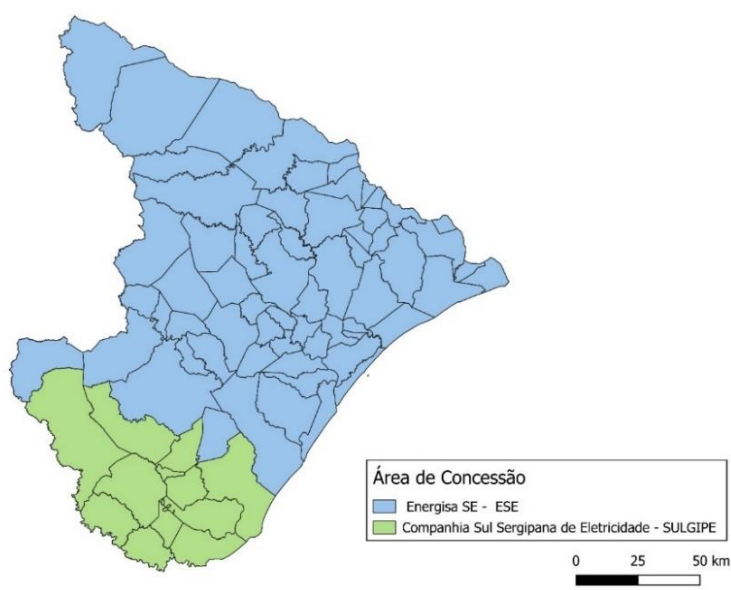 Área de Concessão
Energisa SE - ESE
Companhia Sul Sergipana de Eletricidade - SULGIPE
0 25 50 km